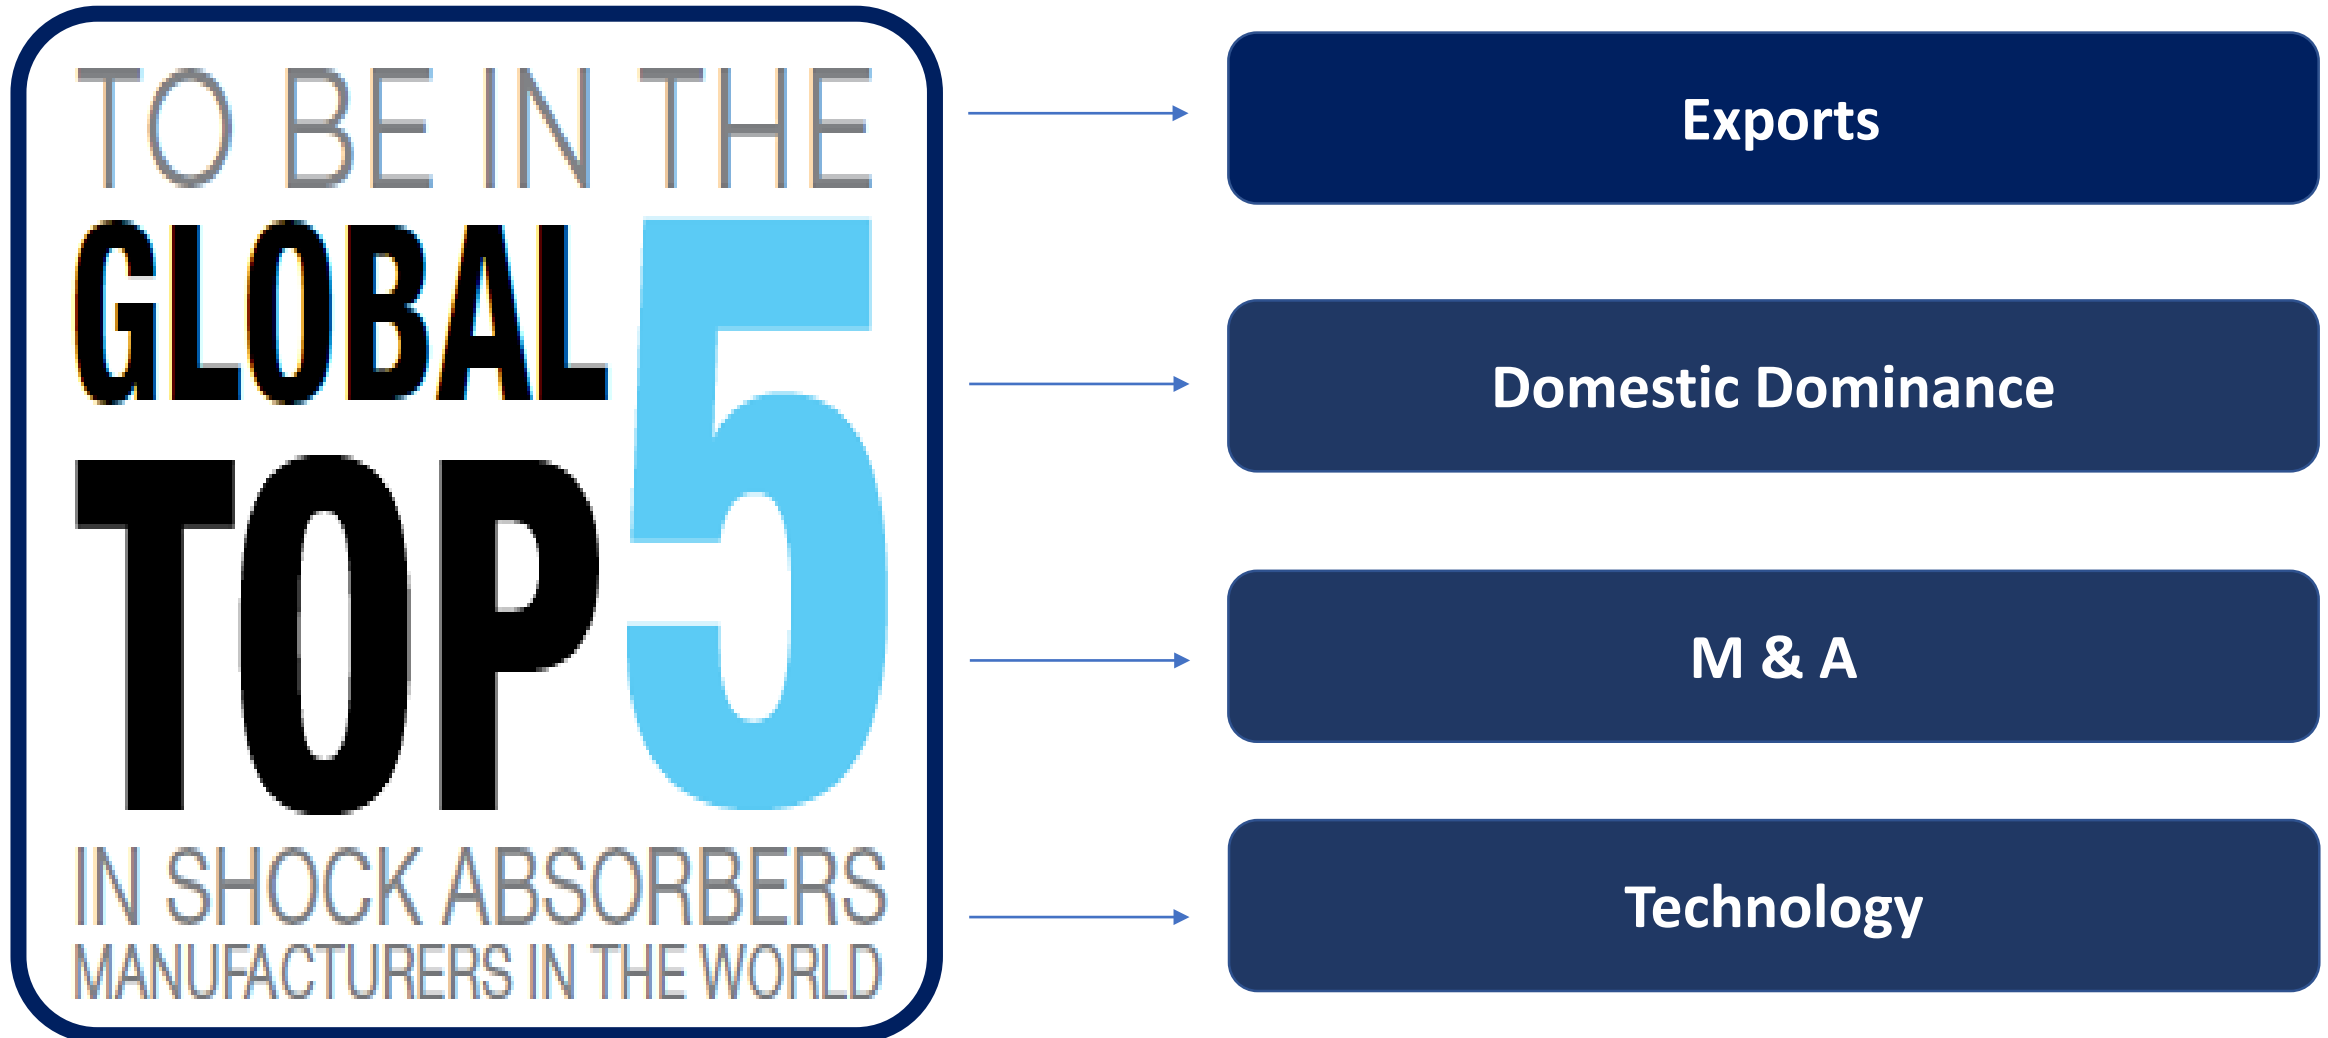 TO BE IN THE
GLOBAL
TOP 5
IN SHOCK ABSORBERS
MANUFACTURERS IN THE WORLD
Exports
Domestic Dominance
M & A
Technology